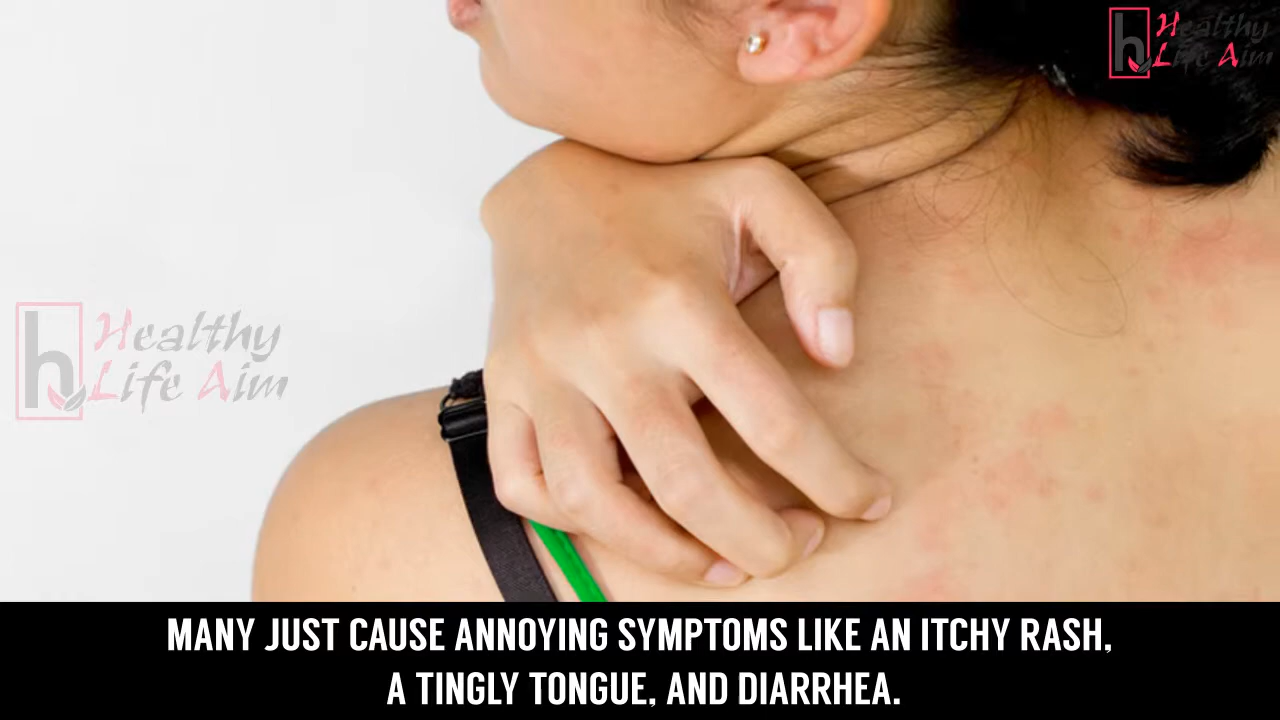 Healthy
Life Aim
Healthy
Life Aim
MANY JUST CAUSE ANNOYING SYMPTOMS LIKE AN ITCHY RASH,
A TINGLY TONGUE, AND DIARRHEA.